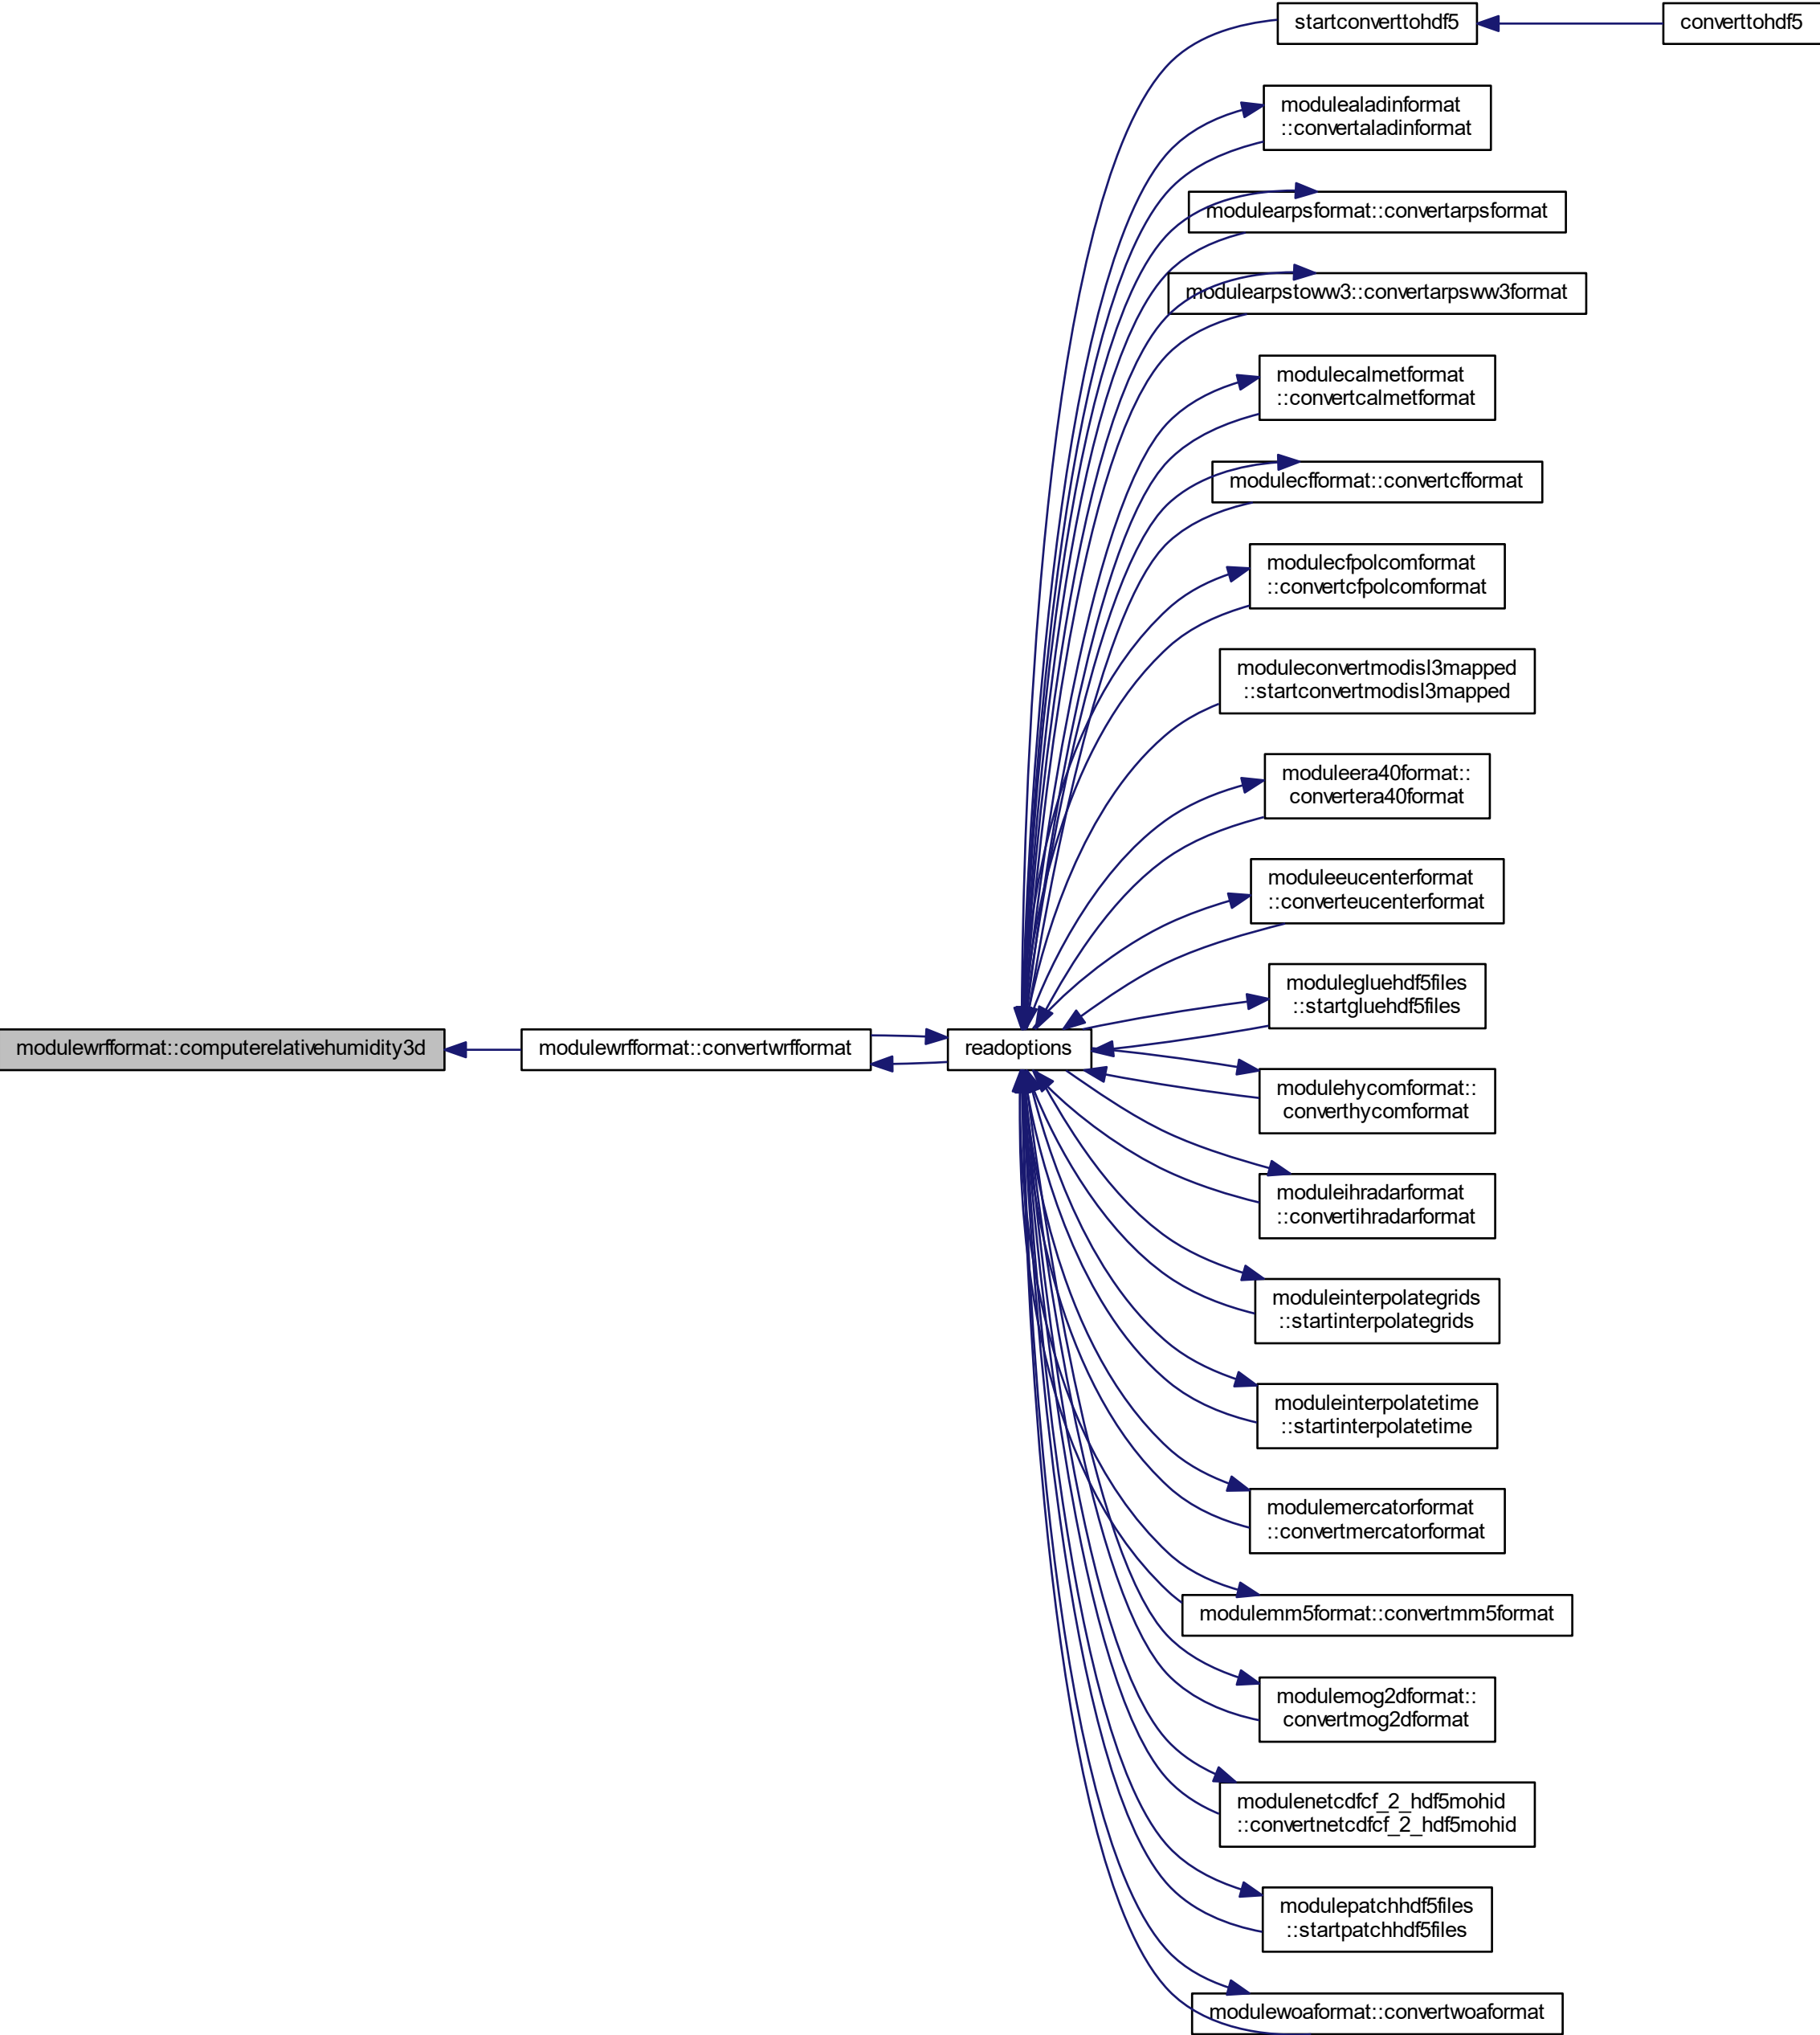 startconverttohdf5
converttohdf5
modulealadinformat
::convertaladinformat
modulearpsformat::convertarpsformat
modulearpstoww3::convertarpsww3format
modulecalmetformat
::convertcalmetformat
modulecfformat::convertcfformat
modulecfpolcomformat
::convertcfpolcomformat
moduleconvertmodisl3mapped
::startconvertmodisl3mapped
moduleera40format::
convertera40format
moduleeucenterformat
::converteucenterformat
modulegluehdf5files
::startgluehdf5files
modulewrfformat::computerelativehumidity3d
modulewrfformat::convertwrfformat
readoptions
modulehycomformat::
converthycomformat
moduleihradarformat
::convertihradarformat
moduleinterpolategrids
::startinterpolategrids
moduleinterpolatetime
::startinterpolatetime
modulemercatorformat
::convertmercatorformat
modulemm5format::convertmm5format
modulemog2dformat::
convertmog2dformat
modulenetcdfcf_2_hdf5mohid
::convertnetcdfcf_2_hdf5mohid
modulepatchhdf5files
::startpatchhdf5files
modulewoaformat::convertwoaformat